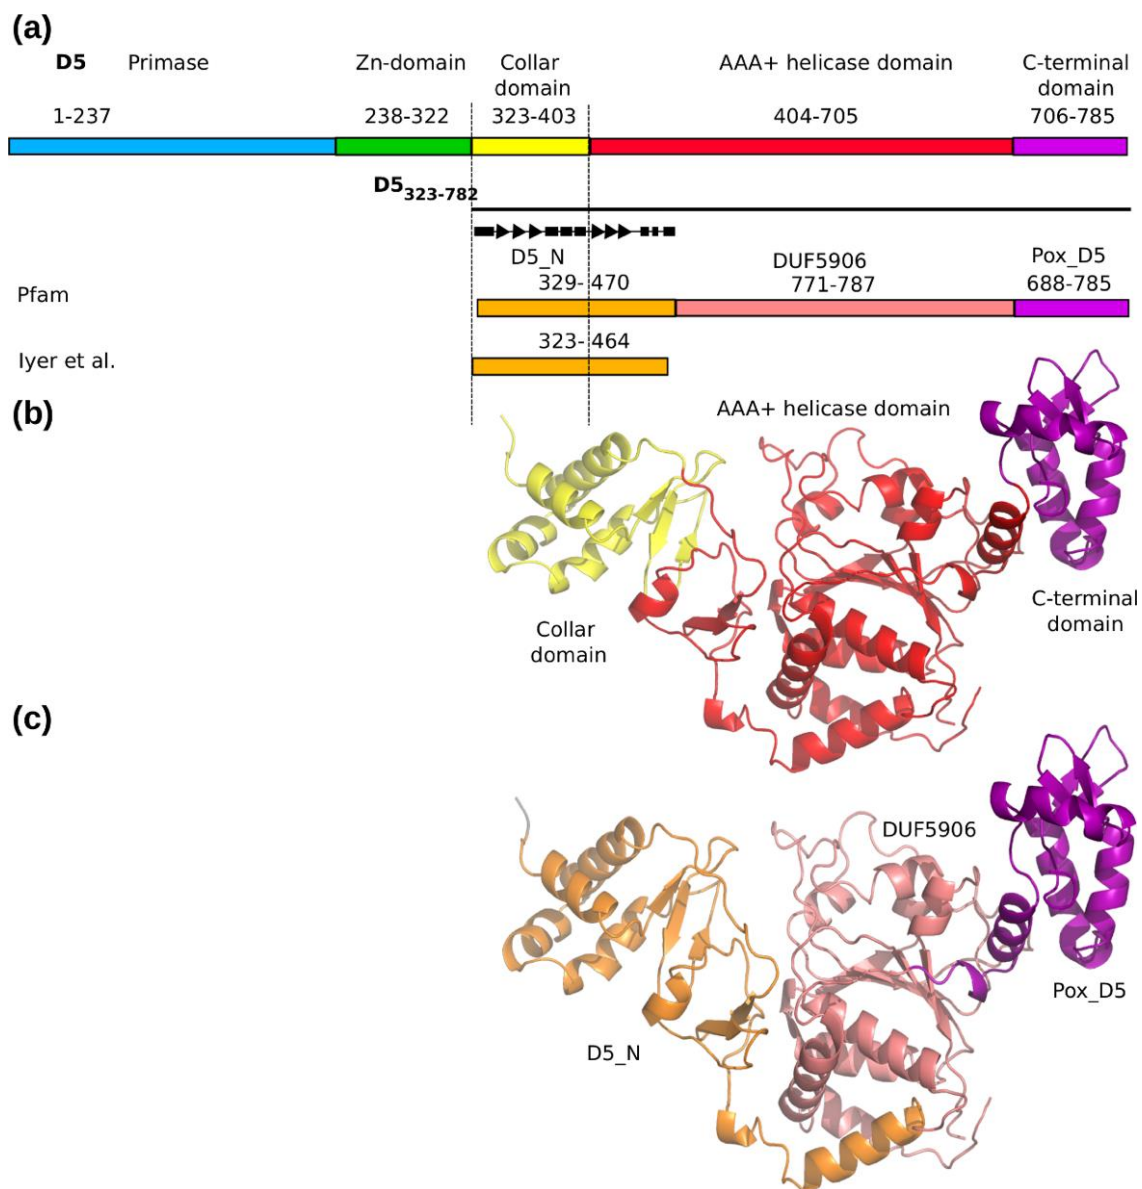 (a)
D5 Primase Zn-domain Collar domain AAA+ helicase domain C-terminal domain
1-237 238-322 323-403 404-705 706-785
D5323-782
D5_N DUF5906 Pox_D5
Pfam 329- 470 771-787 688-785
Iyer et al. 323- 464
(b)
AAA+ helicase domain
Collar domain
C-terminal domain
(c)
DUF5906
Pox_D5
D5_N